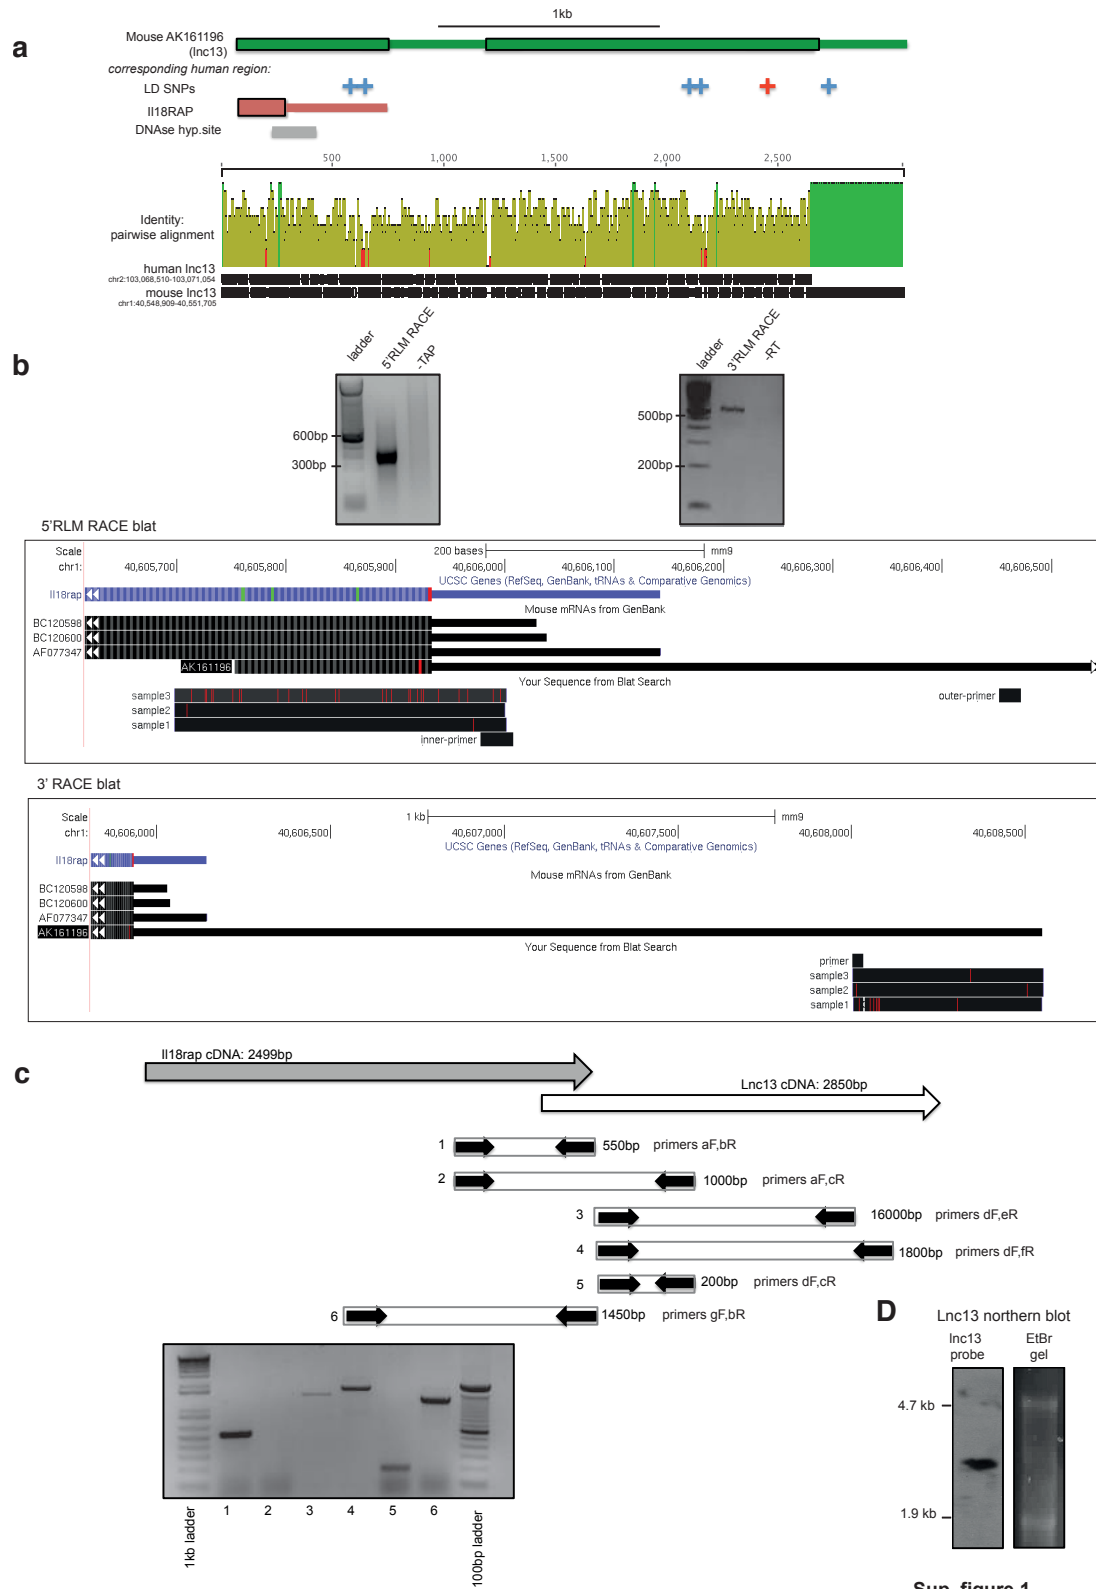 1kb
a
Mouse AK161196
(lnc13)
corresponding human region:
LD SNPs
Il18RAP
DNAse hyp.site
500 1,000 1,500 2,000 2,500
Identity:
pairwise alignment
human lnc13
chr2:103,068,510-103,071,054
mouse lnc13
chr1:40,548,909-40,551,705
b
ladder 5'RLM RACE -TAP
600bp
300bp
ladder 3'RLM RACE -RT
500bp
200bp
5'RLM RACE blat
Scale 200 bases mm9
chr1: 40,605,700 40,605,800 40,605,900 40,606,000 40,606,100 40,606,200 40,606,300 40,606,400 40,606,500
UCSC Genes (RefSeq, GenBank, tRNAs & Comparative Genomics)
Il18rap
Mouse mRNAs from GenBank
BC120598
BC120600
AF077347
AK161196
Your Sequence from Blat Search
sample3 outer-primer
sample2
sample1
inner-primer
3' RACE blat
Scale 1 kb mm9
chr1: 40,606,000 40,606,500 40,607,000 40,607,500 40,608,000 40,608,500
UCSC Genes (RefSeq, GenBank, tRNAs & Comparative Genomics)
Il18rap
Mouse mRNAs from GenBank
BC120598
BC120600
AF077347
AK161196
Your Sequence from Blat Search
primer
sample3
sample2
sample1
c
Il18rap cDNA: 2499bp
Lnc13 cDNA: 2850bp
1 550bp primers aF,bR
2 1000bp primers aF,cR
3 16000bp primers dF,eR
4 1800bp primers dF,fR
5 200bp primers dF,cR
6 1450bp primers gF,bR
1kb ladder 1 2 3 4 5 6 100bp ladder
D
Lnc13 northern blot
lnc13 probe
EtBr gel
4.7 kb
1.9 kb
Sup. figure 1